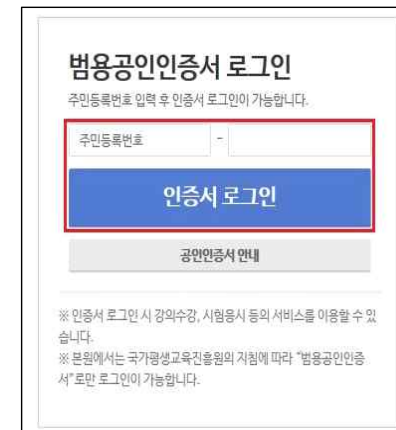 범용공인인증서 로그인
주민등록번호 입력 후 인증서 로그인이 가능합니다.
주민등록번호 -
인증서 로그인
공인인증서 안내
※ 인증서 로그인 시 강의수강, 시험응시 등의 서비스를 이용할 수 있
습니다.
※ 본원에서는 국가평생교육진흥원의 지침에 따라 "범용공인인증
서"로만 로그인이 가능합니다.